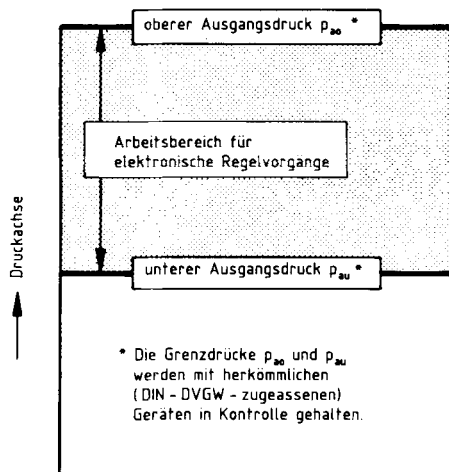 oberer Ausgangsdruck pao *
Arbeitsbereich für
elektronische Regelvorgänge
Druckachse
unterer Ausgangsdruck pau *
* Die Grenzdrücke pao und pau
werden mit herkömmlichen
(DIN - DVGW - zugeassenen)
Geräten in Kontrolle gehalten.